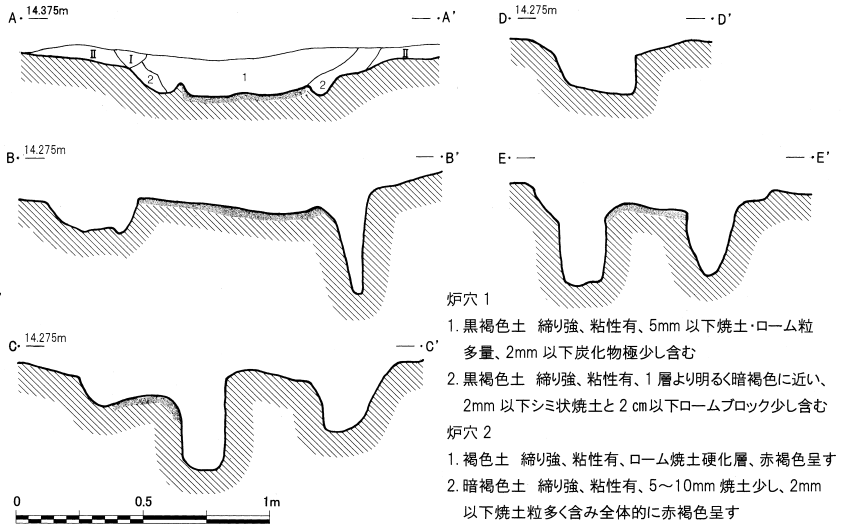 A・ 14.375m ・A’
Ⅱ Ⅰ 2 1 2 Ⅱ
D・ 14.275m ・D’
B・ 14.275m ・B’
E・ ・E’
C・ 14.275m ・C’
0 0.5 1m
炉穴 1
1. 黒褐色土 締り強、粘性有、5mm 以下焼土・ローム粒
多量、2mm 以下炭化物極少し含む
2. 黒褐色土 締り強、粘性有、1 層より明るく暗褐色に近い、
2mm 以下シミ状焼土と 2 ㎝以下ロームブロック少し含む
炉穴 2
1. 褐色土 締り強、粘性有、ローム焼土硬化層、赤褐色呈す
2. 暗褐色土 締り強、粘性有、5〜10mm 焼土少し、2mm
以下焼土粒多く含み全体的に赤褐色呈す